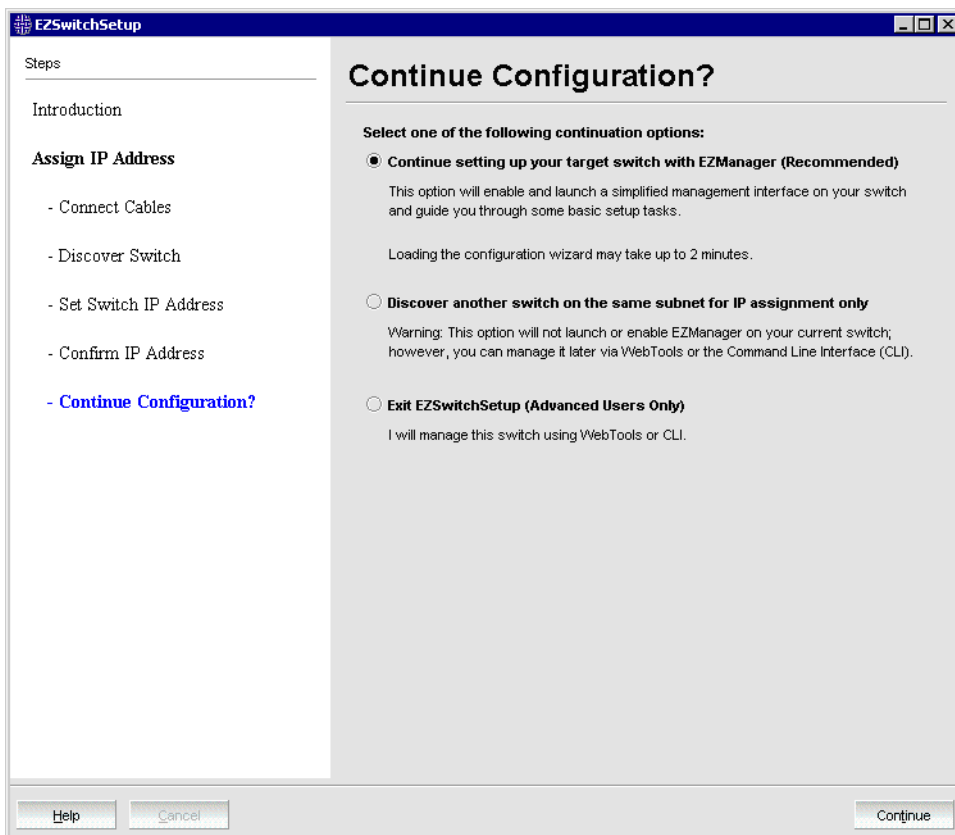 EZSwitchSetup
Steps
Introduction
Assign IP Address
- Connect Cables
- Discover Switch
- Set Switch IP Address
- Confirm IP Address
- Continue Configuration?
Continue Configuration?
Select one of the following continuation options:
Continue setting up your target switch with EZManager (Recommended)
This option will enable and launch a simplified management interface on your switch
and guide you through some basic setup tasks.
Loading the configuration wizard may take up to 2 minutes.
Discover another switch on the same subnet for IP assignment only
Warning: This option will not launch or enable EZManager on your current switch;
however, you can manage it later via WebTools or the Command Line Interface (CLI).
Exit EZSwitchSetup (Advanced Users Only)
I will manage this switch using WebTools or CLI.
Help
Cancel
Continue